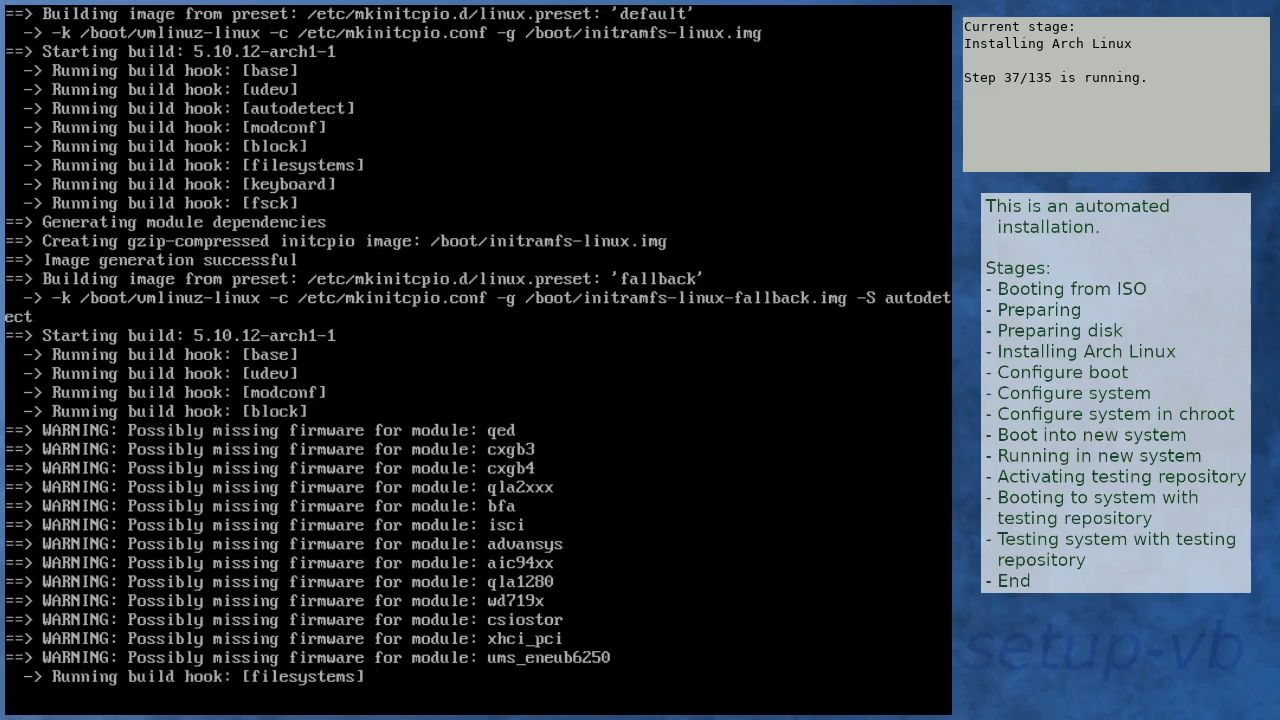 ==> Building image from preset: /etc/mkinitcpio.d/linux.preset: 'default'
  -> -k /boot/vmlinuz-linux -c /etc/mkinitcpio.conf -g /boot/initramfs-linux.img
==> Starting build: 5.10.12-arch1-1
  -> Running build hook: [base]
  -> Running build hook: [udev]
  -> Running build hook: [autodetect]
  -> Running build hook: [modconf]
  -> Running build hook: [block]
  -> Running build hook: [filesystems]
  -> Running build hook: [keyboard]
  -> Running build hook: [fsck]
==> Generating module dependencies
==> Creating gzip-compressed initcpio image: /boot/initramfs-linux.img
==> Image generation successful
==> Building image from preset: /etc/mkinitcpio.d/linux.preset: 'fallback'
  -> -k /boot/vmlinuz-linux -c /etc/mkinitcpio.conf -g /boot/initramfs-linux-fallback.img -S autodet
ect
==> Starting build: 5.10.12-arch1-1
  -> Running build hook: [base]
  -> Running build hook: [udev]
  -> Running build hook: [modconf]
  -> Running build hook: [block]
==> WARNING: Possibly missing firmware for module: qed
==> WARNING: Possibly missing firmware for module: cxgb3
==> WARNING: Possibly missing firmware for module: cxgb4
==> WARNING: Possibly missing firmware for module: qla2xxx
==> WARNING: Possibly missing firmware for module: bfa
==> WARNING: Possibly missing firmware for module: isci
==> WARNING: Possibly missing firmware for module: advansys
==> WARNING: Possibly missing firmware for module: aic94xx
==> WARNING: Possibly missing firmware for module: qla1280
==> WARNING: Possibly missing firmware for module: wd719x
==> WARNING: Possibly missing firmware for module: csiostor
==> WARNING: Possibly missing firmware for module: xhci_pci
==> WARNING: Possibly missing firmware for module: ums_eneub6250
  -> Running build hook: [filesystems]
Current stage:
Installing Arch Linux
Step 37/135 is running.
This is an automated
installation.
Stages:
- Booting from ISO
- Preparing
- Preparing disk
- Installing Arch Linux
- Configure boot
- Configure system
- Configure system in chroot
- Boot into new system
- Running in new system
- Activating testing repository
- Booting to system with
testing repository
- Testing system with testing
repository
- End
setup-vb